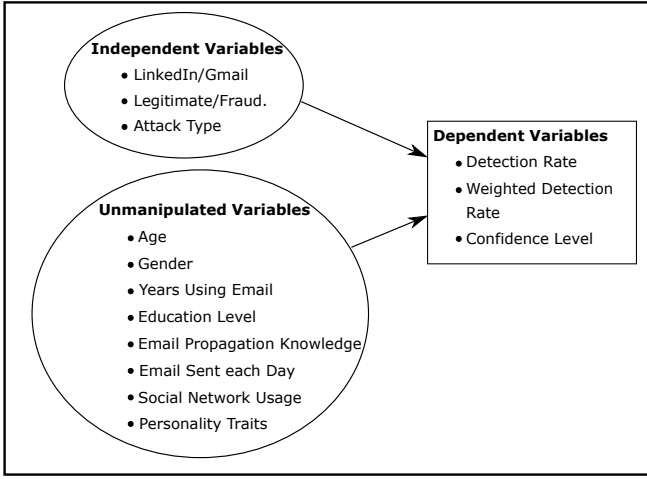 Independent Variables
• LinkedIn/Gmail
• Legitimate/Fraud.
• Attack Type
Dependent Variables
• Detection Rate
• Weighted Detection
Rate
• Confidence Level
Unmanipulated Variables
• Age
• Gender
• Years Using Email
• Education Level
• Email Propagation Knowledge
• Email Sent each Day
• Social Network Usage
• Personality Traits